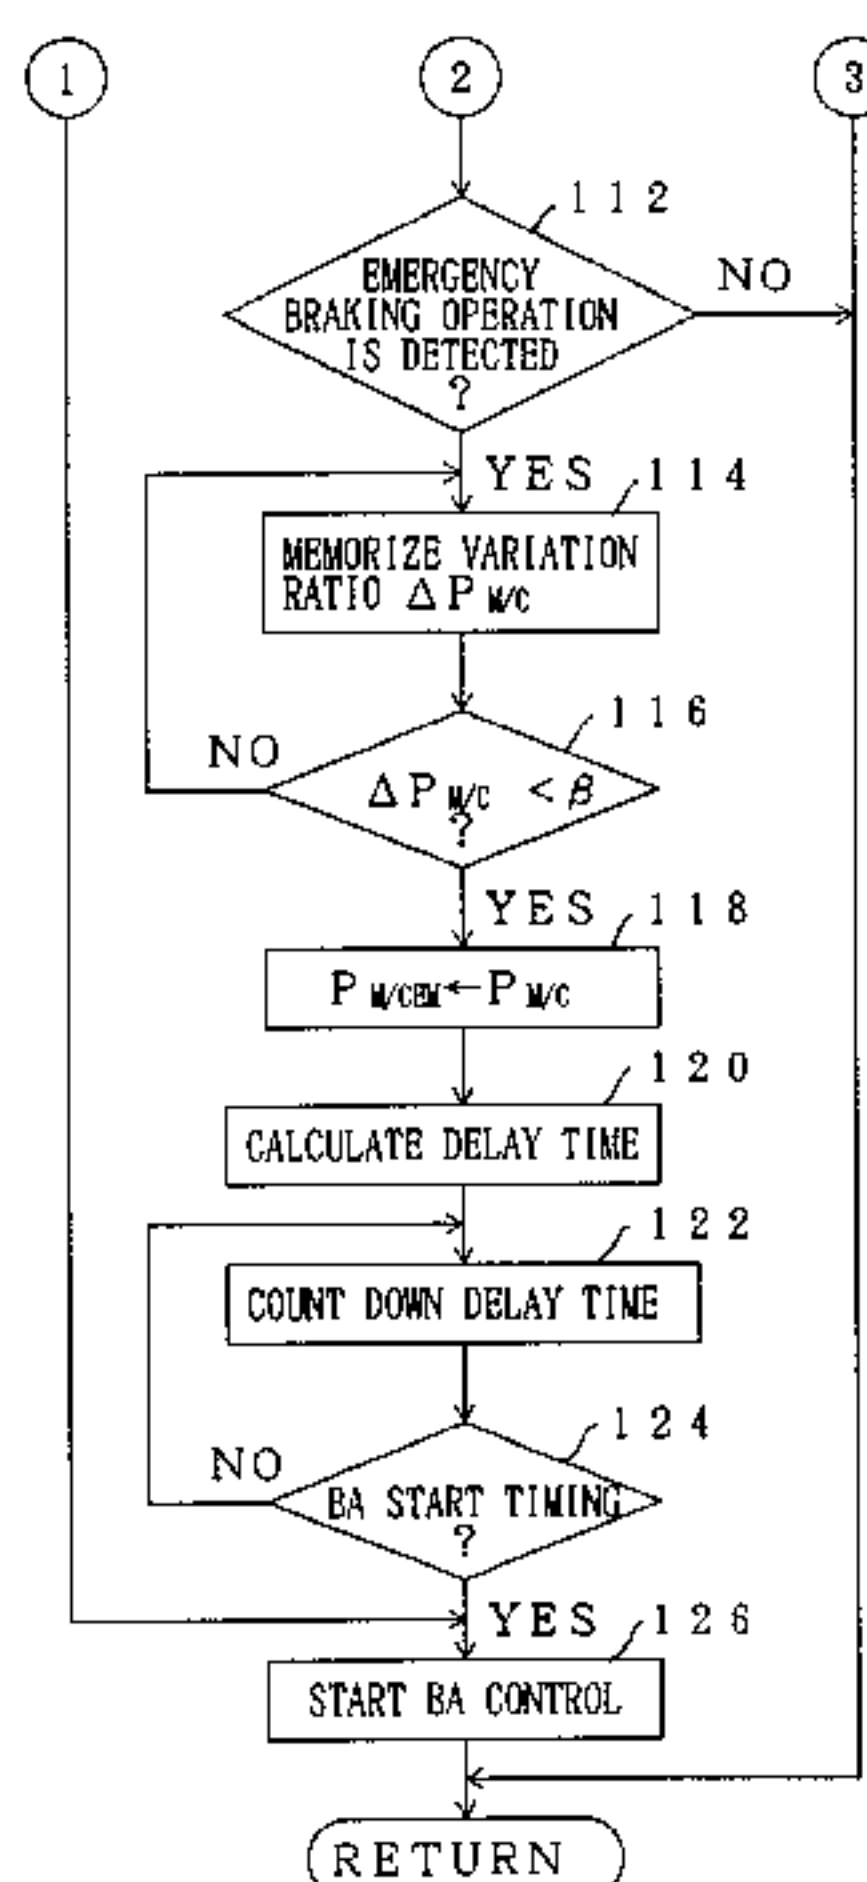 1
2
3
112
EMERGENCY
BRAKING OPERATION
IS DETECTED
?
NO
YES
114
MEMORIZE VARIATION
RATIO ΔP M/C
116
NO
ΔP M/C < β
?
YES
118
P M/CEM ← P M/C
120
CALCULATE DELAY TIME
122
COUNT DOWN DELAY TIME
124
NO
BA START TIMING
?
YES
126
START BA CONTROL
RETURN